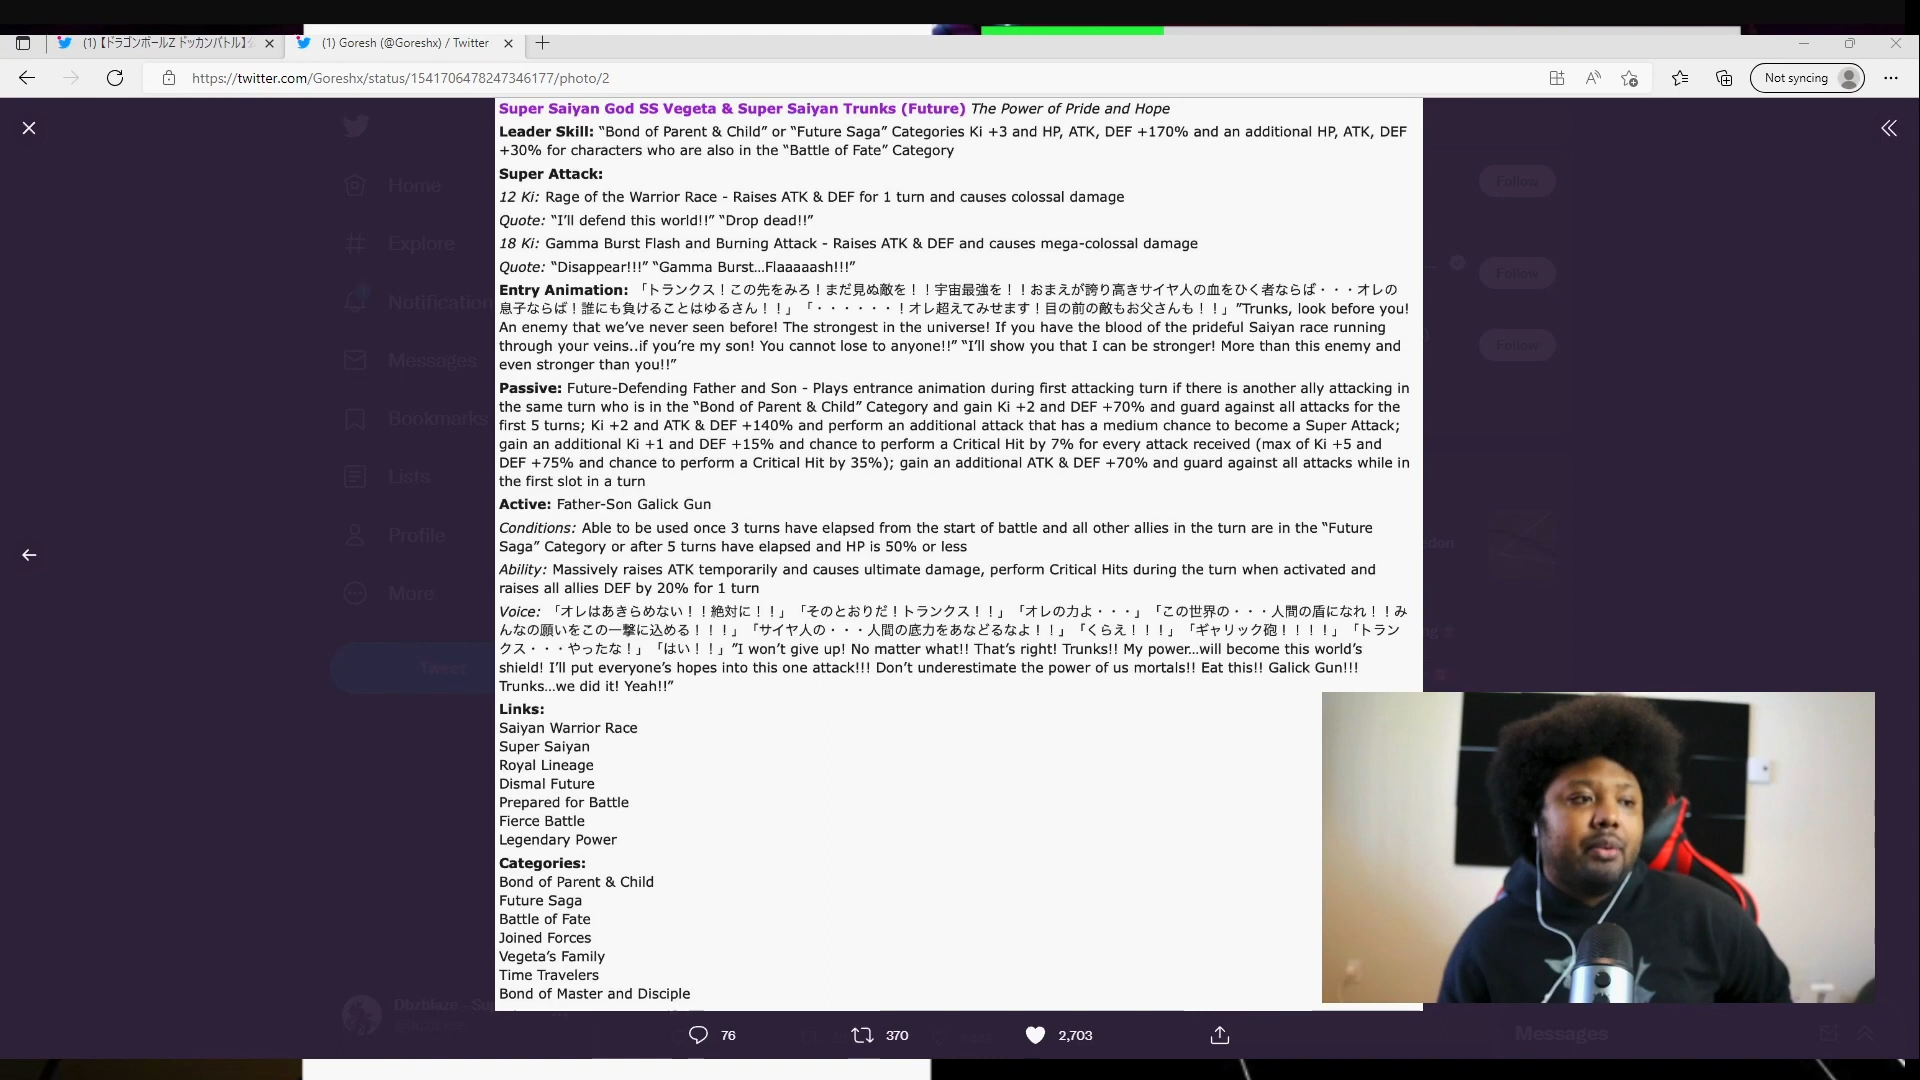 (1)【ドラゴンボールZ ドッカンバトル】
(1) Goresh (@Goreshx) / Twitter
https://twitter.com/Goreshx/status/1541706478247346177/photo/2
Not syncing
Super Saiyan God SS Vegeta & Super Saiyan Trunks (Future) The Power of Pride and Hope
Leader Skill: “Bond of Parent & Child” or “Future Saga” Categories Ki +3 and HP, ATK, DEF +170% and an additional HP, ATK, DEF
+30% for characters who are also in the “Battle of Fate” Category
Super Attack:
12 Ki: Rage of the Warrior Race - Raises ATK & DEF for 1 turn and causes colossal damage
Quote: “I’ll defend this world!!” “Drop dead!!”
18 Ki: Gamma Burst Flash and Burning Attack - Raises ATK & DEF and causes mega-colossal damage
Quote: “Disappear!!!” “Gamma Burst…Flaaaaash!!!”
Entry Animation: 「トランクス！この先をみろ！まだ見ぬ敵を！！宇宙最強を！！おまえが誇り高きサイヤ人の血をひく者ならば・・・オレの
息子ならば！誰にも負けることはゆるさん！！」「・・・・・・！オレ超えてみせます！目の前の敵もお父さんも！！」”Trunks, look before you!
An enemy that we’ve never seen before! The strongest in the universe! If you have the blood of the prideful Saiyan race running
through your veins..if you’re my son! You cannot lose to anyone!!” “I’ll show you that I can be stronger! More than this enemy and
even stronger than you!!”
Passive: Future-Defending Father and Son - Plays entrance animation during first attacking turn if there is another ally attacking in
the same turn who is in the “Bond of Parent & Child” Category and gain Ki +2 and DEF +70% and guard against all attacks for the
first 5 turns; Ki +2 and ATK & DEF +140% and perform an additional attack that has a medium chance to become a Super Attack;
gain an additional Ki +1 and DEF +15% and chance to perform a Critical Hit by 7% for every attack received (max of Ki +5 and
DEF +75% and chance to perform a Critical Hit by 35%); gain an additional ATK & DEF +70% and guard against all attacks while in
the first slot in a turn
Active: Father-Son Galick Gun
Conditions: Able to be used once 3 turns have elapsed from the start of battle and all other allies in the turn are in the “Future
Saga” Category or after 5 turns have elapsed and HP is 50% or less
Ability: Massively raises ATK temporarily and causes ultimate damage, perform Critical Hits during the turn when activated and
raises all allies DEF by 20% for 1 turn
Voice: 「オレはあきらめない！！絶対に！！」「そのとおりだ！トランクス！！」「オレの力よ・・・」「この世界の・・・人間の盾になれ！！み
んなの願いをこの一撃に込める！！！」「サイヤ人の・・・人間の底力をあなどるなよ！！」「くらえ！！！」「ギャリック砲！！！！」「トラン
クス・・・やったな！」「はい！！」”I won’t give up! No matter what!! That’s right! Trunks!! My power…will become this world’s
shield! I’ll put everyone’s hopes into this one attack!!! Don’t underestimate the power of us mortals!! Eat this!! Galick Gun!!!
Trunks…we did it! Yeah!!”
Links:
Saiyan Warrior Race
Super Saiyan
Royal Lineage
Dismal Future
Prepared for Battle
Fierce Battle
Legendary Power
Categories:
Bond of Parent & Child
Future Saga
Battle of Fate
Joined Forces
Vegeta’s Family
Time Travelers
Bond of Master and Disciple
76
370
2,703
Home
Explore
Notification
Messages
Bookmarks
Lists
Profile
More
Tweet
Follow
Follow
Follow
Messages